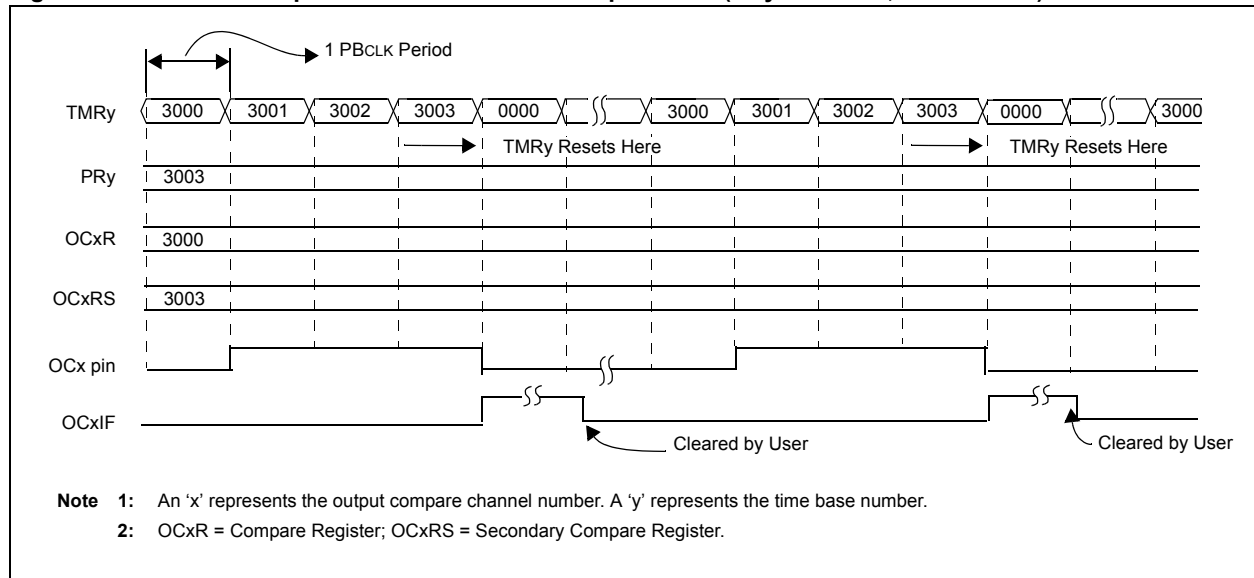 1 PBCLK Period
TMRy 3000 3001 3002 3003 0000 3000 3001 3002 3003 0000 3000
TMRy Resets Here TMRy Resets Here
PRy 3003
OCxR 3000
OCxRS 3003
OCx pin
OCxIF
Cleared by User Cleared by User
Note 1: An ‘x’ represents the output compare channel number. A ‘y’ represents the time base number.
2: OCxR = Compare Register; OCxRS = Secondary Compare Register.